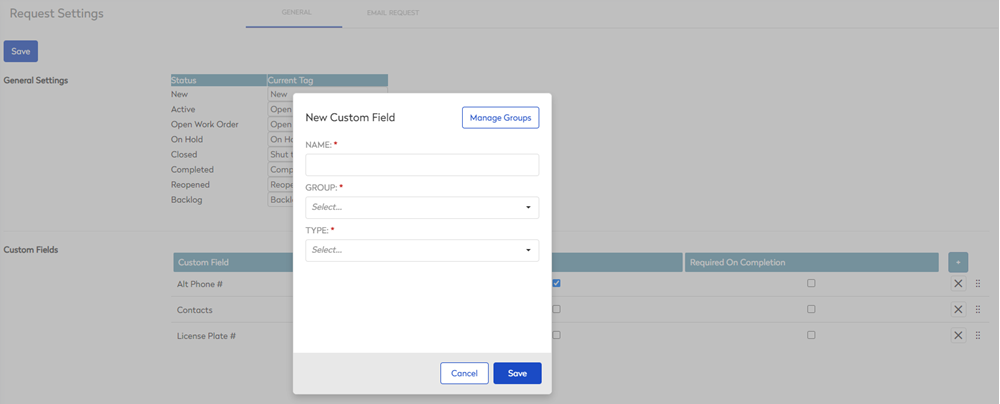 Request Settings
GENERAL
EMAIL REQUEST
Save
General Settings
Status
Current Tag
New
New
Active
Open
Open Work Order
Open
On Hold
On Ho
Closed
Shut t
Completed
Comp
Reopened
Reope
Backlog
Backl
New Custom Field
Manage Groups
NAME: *
GROUP: *
Select...
TYPE: *
Select...
Cancel
Save
Custom Fields
Custom Field
Required On Completion
+
Alt Phone #
Contacts
License Plate #